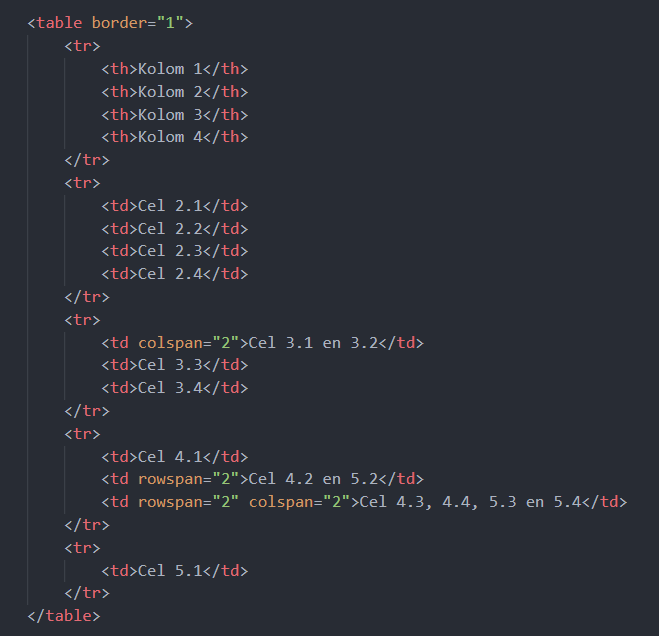 <table border="1">
    <tr>
        <th>Kolom 1</th>
        <th>Kolom 2</th>
        <th>Kolom 3</th>
        <th>Kolom 4</th>
    </tr>
    <tr>
        <td>Cel 2.1</td>
        <td>Cel 2.2</td>
        <td>Cel 2.3</td>
        <td>Cel 2.4</td>
    </tr>
    <tr>
        <td colspan="2">Cel 3.1 en 3.2</td>
        <td>Cel 3.3</td>
        <td>Cel 3.4</td>
    </tr>
    <tr>
        <td>Cel 4.1</td>
        <td rowspan="2">Cel 4.2 en 5.2</td>
        <td rowspan="2" colspan="2">Cel 4.3, 4.4, 5.3 en 5.4</td>
    </tr>
    <tr>
        <td>Cel 5.1</td>
    </tr>
</table>